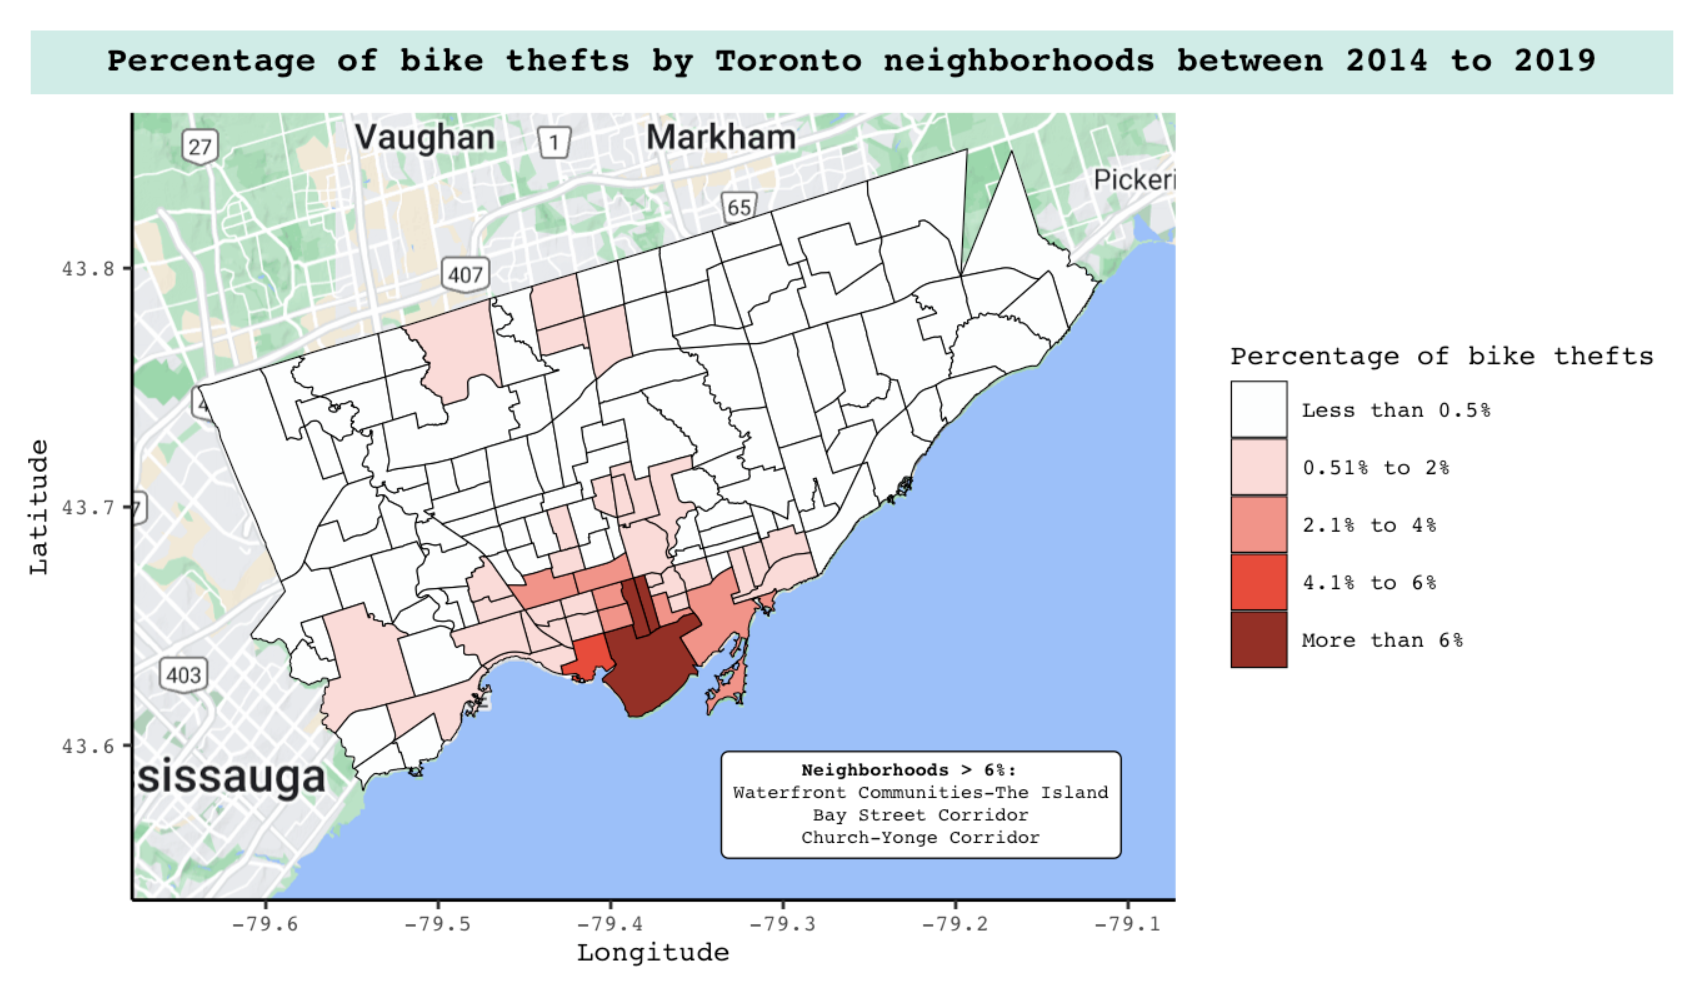 Percentage of bike thefts by Toronto neighborhoods between 2014 to 2019
Vaughan
Markham
27
1
Pickeri
65
407
4
7
403
sissauga
43.8
43.7
43.6
Latitude
-79.6
-79.5
-79.4
-79.3
-79.2
-79.1
Longitude
Neighborhoods > 6%:
Waterfront Communities-The Island
Bay Street Corridor
Church-Yonge Corridor
Percentage of bike thefts
Less than 0.5%
0.51% to 2%
2.1% to 4%
4.1% to 6%
More than 6%